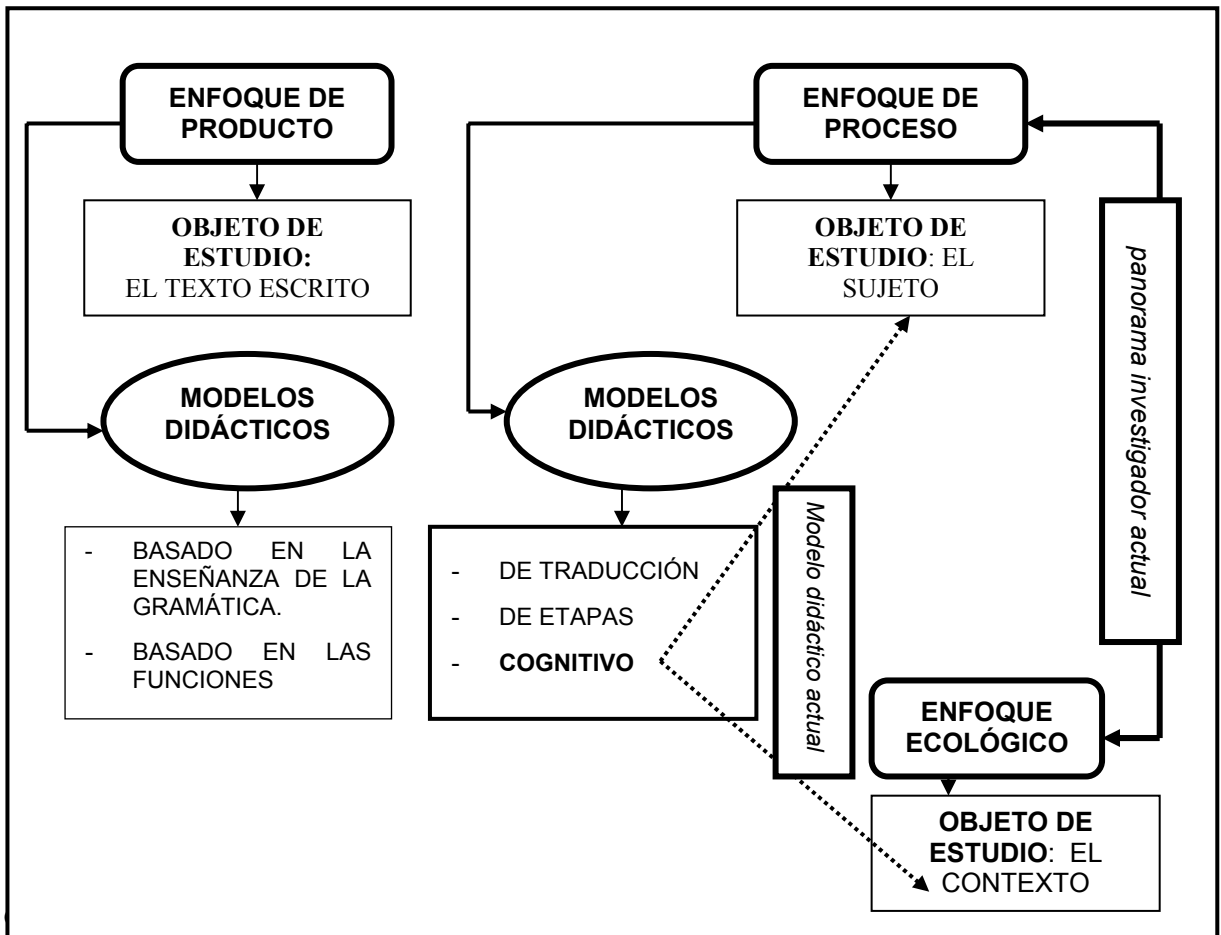 ENFOQUE DE
PRODUCTO
ENFOQUE DE
PROCESO
OBJETO DE
ESTUDIO:
EL TEXTO ESCRITO
OBJETO DE
ESTUDIO: EL
SUJETO
panorama investigador actual
MODELOS
DIDÁCTICOS
MODELOS
DIDÁCTICOS
- BASADO EN LA
ENSEÑANZA DE LA
GRAMÁTICA.
- BASADO EN LAS
FUNCIONES
- DE TRADUCCIÓN
- DE ETAPAS
- COGNITIVO
Modelo didáctico actual
ENFOQUE
ECOLÓGICO
OBJETO DE
ESTUDIO: EL
CONTEXTO